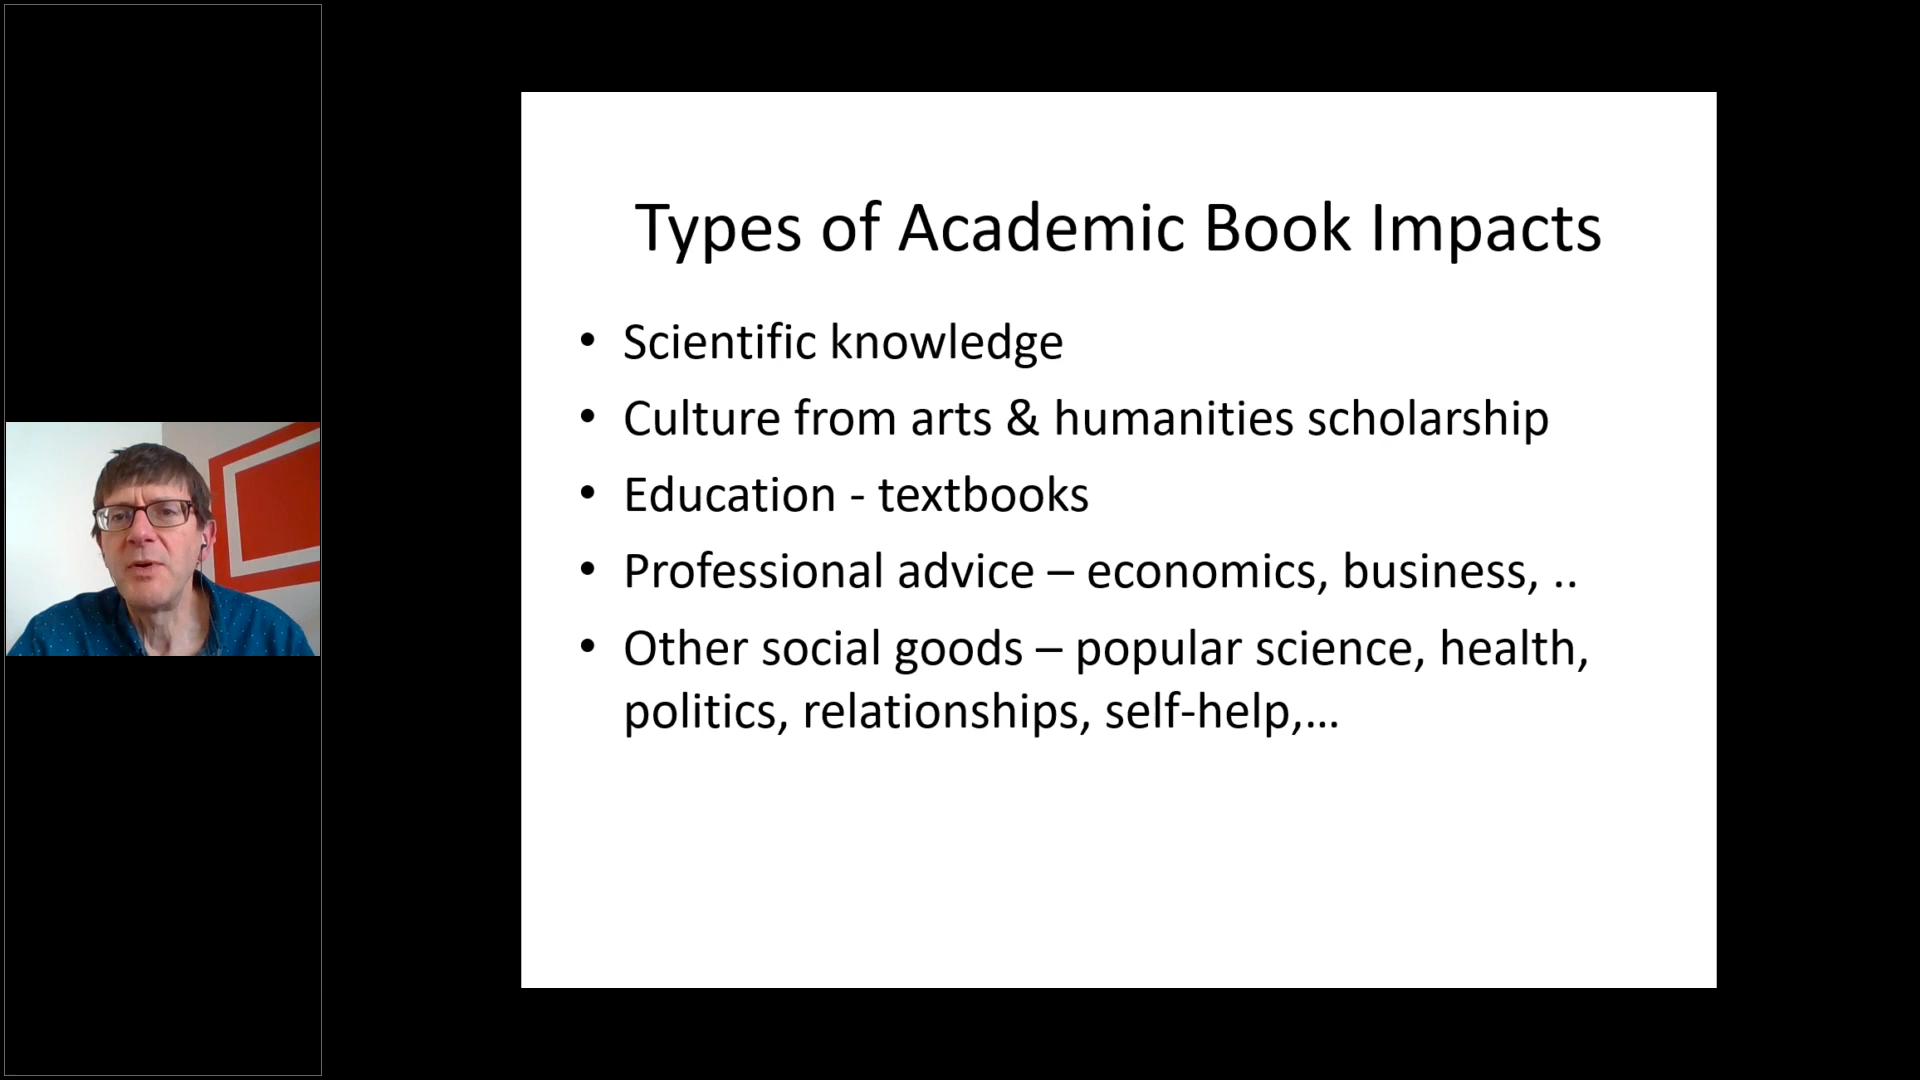 Types of Academic Book Impacts
• Scientific knowledge
• Culture from arts & humanities scholarship
• Education - textbooks
• Professional advice – economics, business, ..
• Other social goods – popular science, health,
politics, relationships, self-help,…